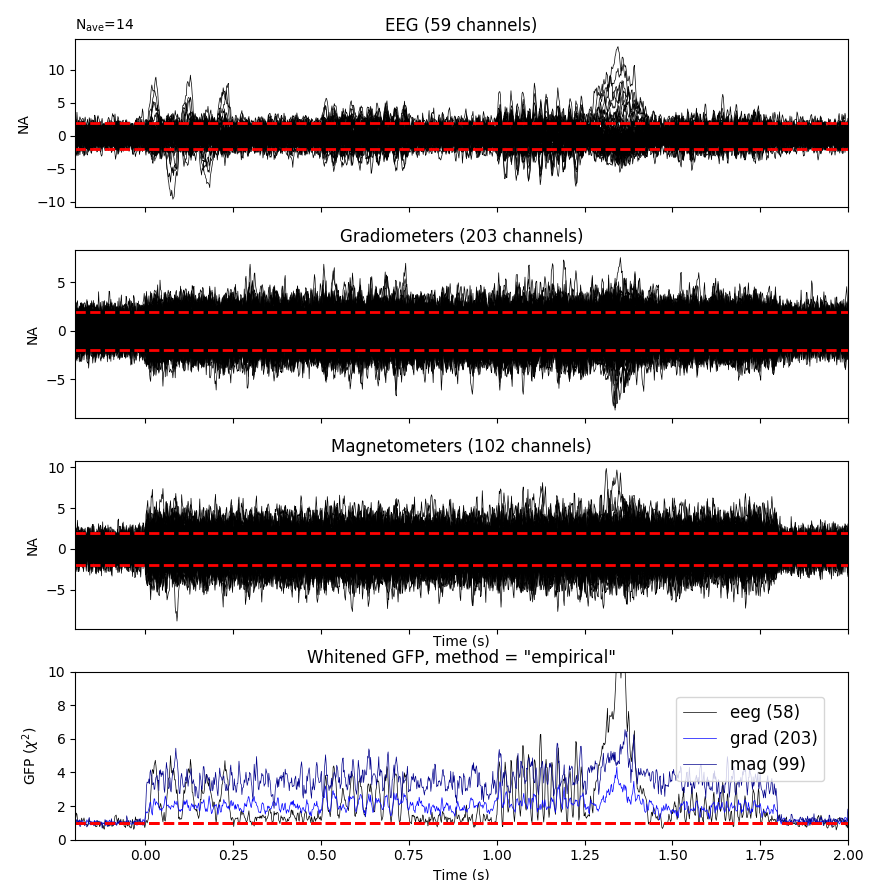 Nave=14
EEG (59 channels)
10
5
0
−5
−10
NA
Gradiometers (203 channels)
5
0
−5
NA
Magnetometers (102 channels)
10
5
0
−5
NA
Time (s)
Whitened GFP, method = "empirical"
10
8
6
4
2
0
GFP (χ²)
eeg (58)
grad (203)
mag (99)
0.00 0.25 0.50 0.75 1.00 1.25 1.50 1.75 2.00
Time (s)